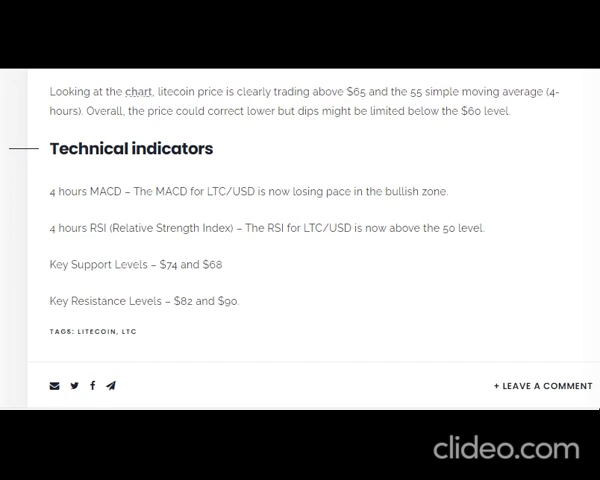 Looking at the chart, litecoin price is clearly trading above $65 and the 55 simple moving average (4-
hours). Overall, the price could correct lower but dips might be limited below the $60 level.
Technical indicators
4 hours MACD – The MACD for LTC/USD is now losing pace in the bullish zone.
4 hours RSI (Relative Strength Index) – The RSI for LTC/USD is now above the 50 level.
Key Support Levels – $74 and $68
Key Resistance Levels – $82 and $90.
TAGS: LITECOIN, LTC
+ LEAVE A COMMENT
clideo.com